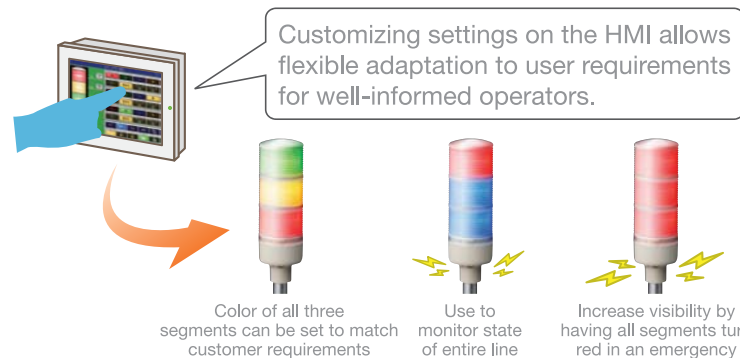 Customizing settings on the HMI allows
flexible adaptation to user requirements
for well-informed operators.
Color of all three
segments can be set to match
customer requirements
Use to
monitor state
of entire line
Increase visibility by
having all segments tur
red in an emergency